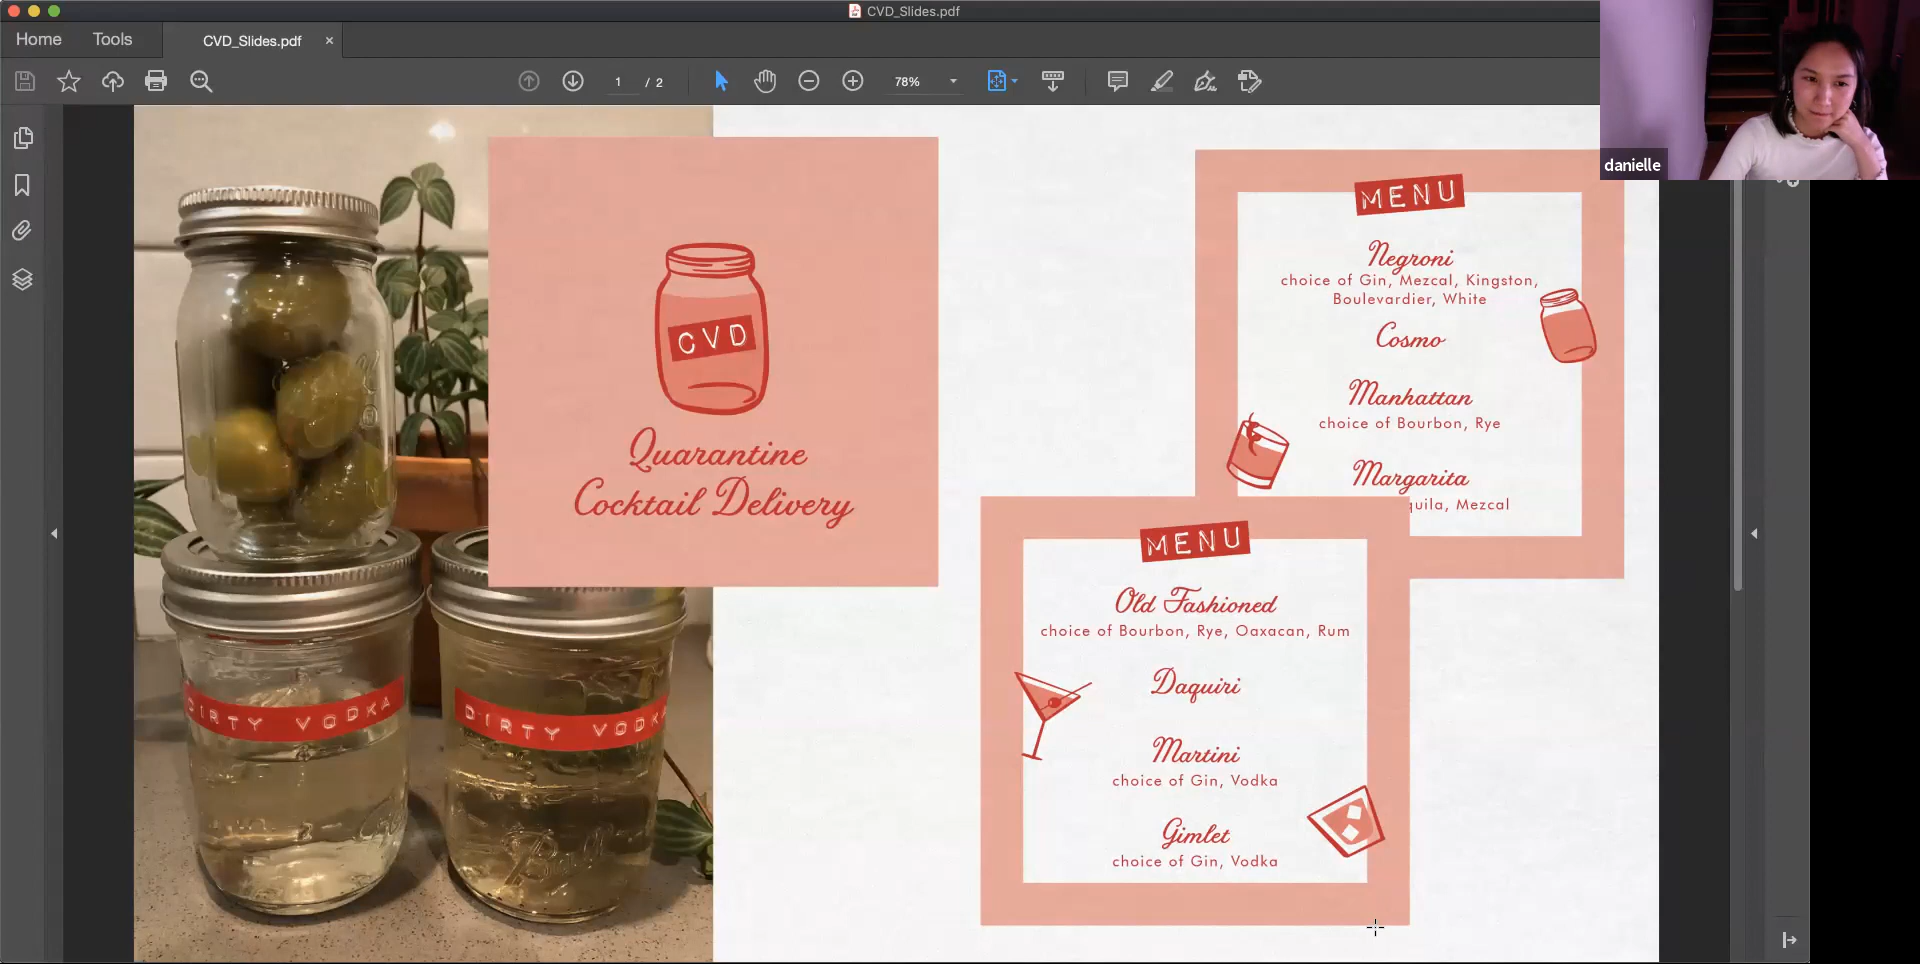 CVD_Slides.pdf
Home
Tools
CVD_Slides.pdf ×
1 / 2
78%
danielle
CVD
Quarantine
Cocktail Delivery
DIRTY VODKA
DIRTY VODKA
Ball
MENU
Negroni
choice of Gin, Mezcal, Kingston,
Boulevardier, White
Cosmo
Manhattan
choice of Bourbon, Rye
Margarita
quila, Mezcal
MENU
Old Fashioned
choice of Bourbon, Rye, Oaxacan, Rum
Daquiri
Martini
choice of Gin, Vodka
Gimlet
choice of Gin, Vodka